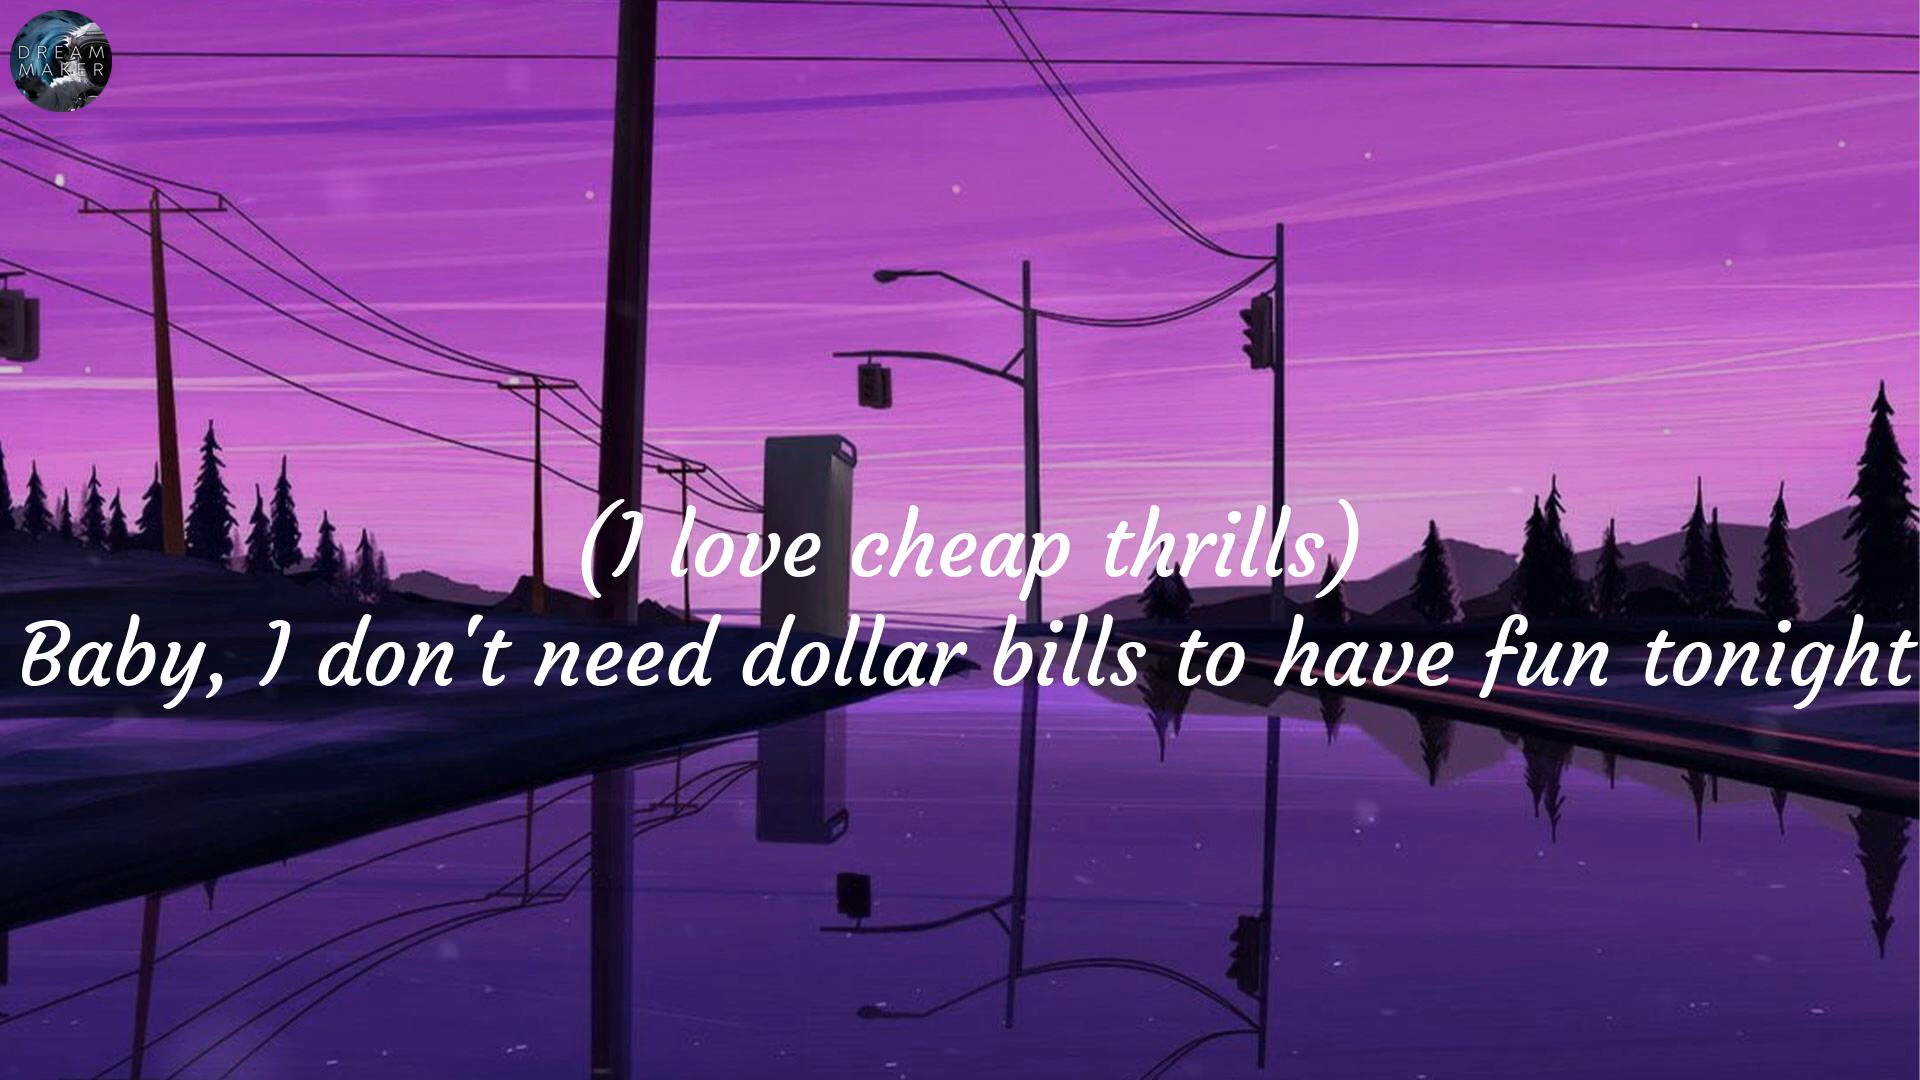 DREAM
MAKER
(I love cheap thrills)
Baby, I don't need dollar bills to have fun tonight